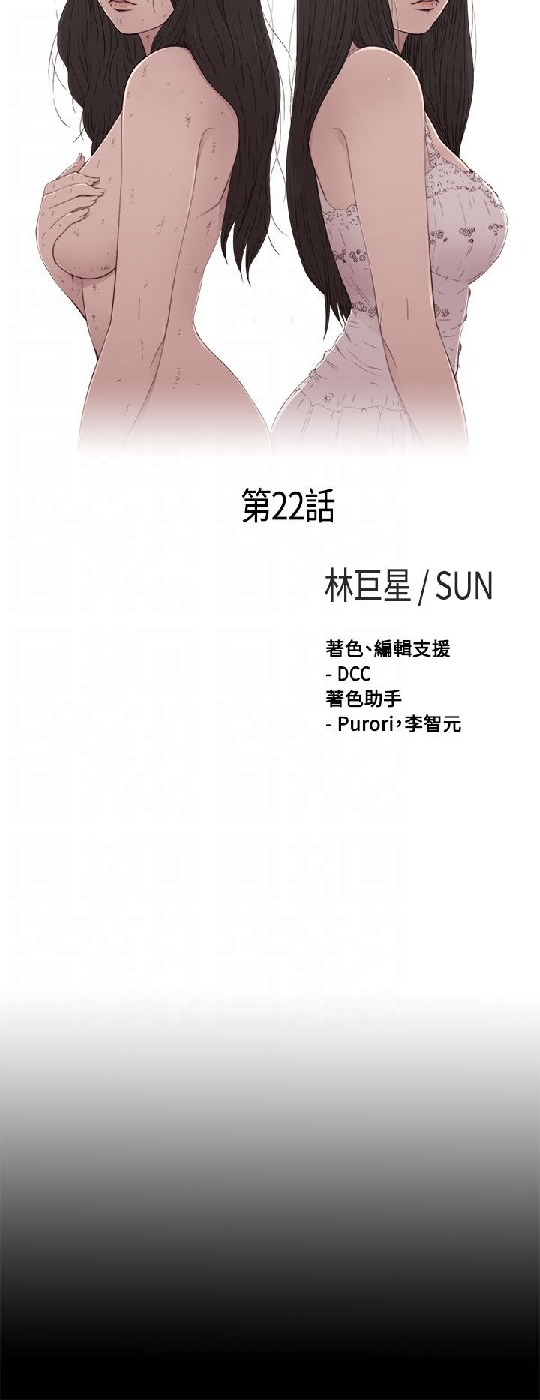 第22話
林巨星 / SUN
著色、編輯支援
- DCC
著色助手
- Purori,李智元